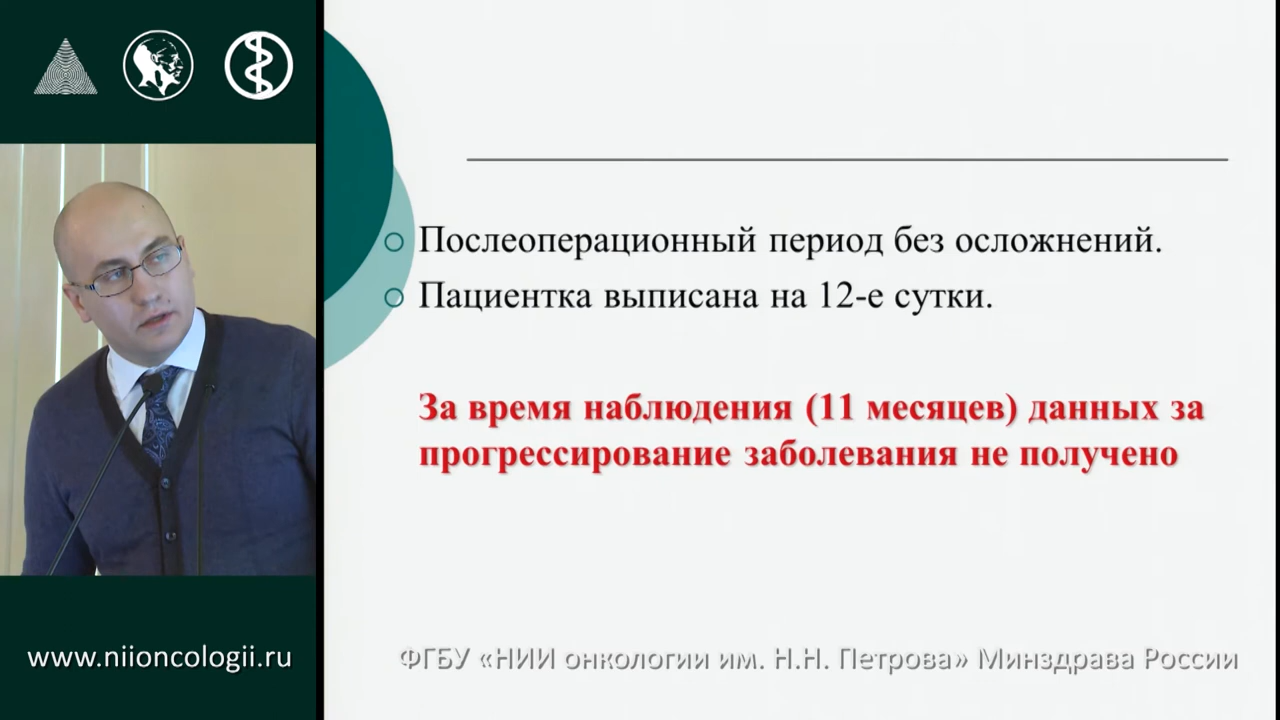 Послеоперационный период без осложнений.
Пациентка выписана на 12-е сутки.
За время наблюдения (11 месяцев) данных за
прогрессирование заболевания не получено
www.niioncologii.ru
ФГБУ «НИИ онкологии им. Н.Н. Петрова» Минздрава России